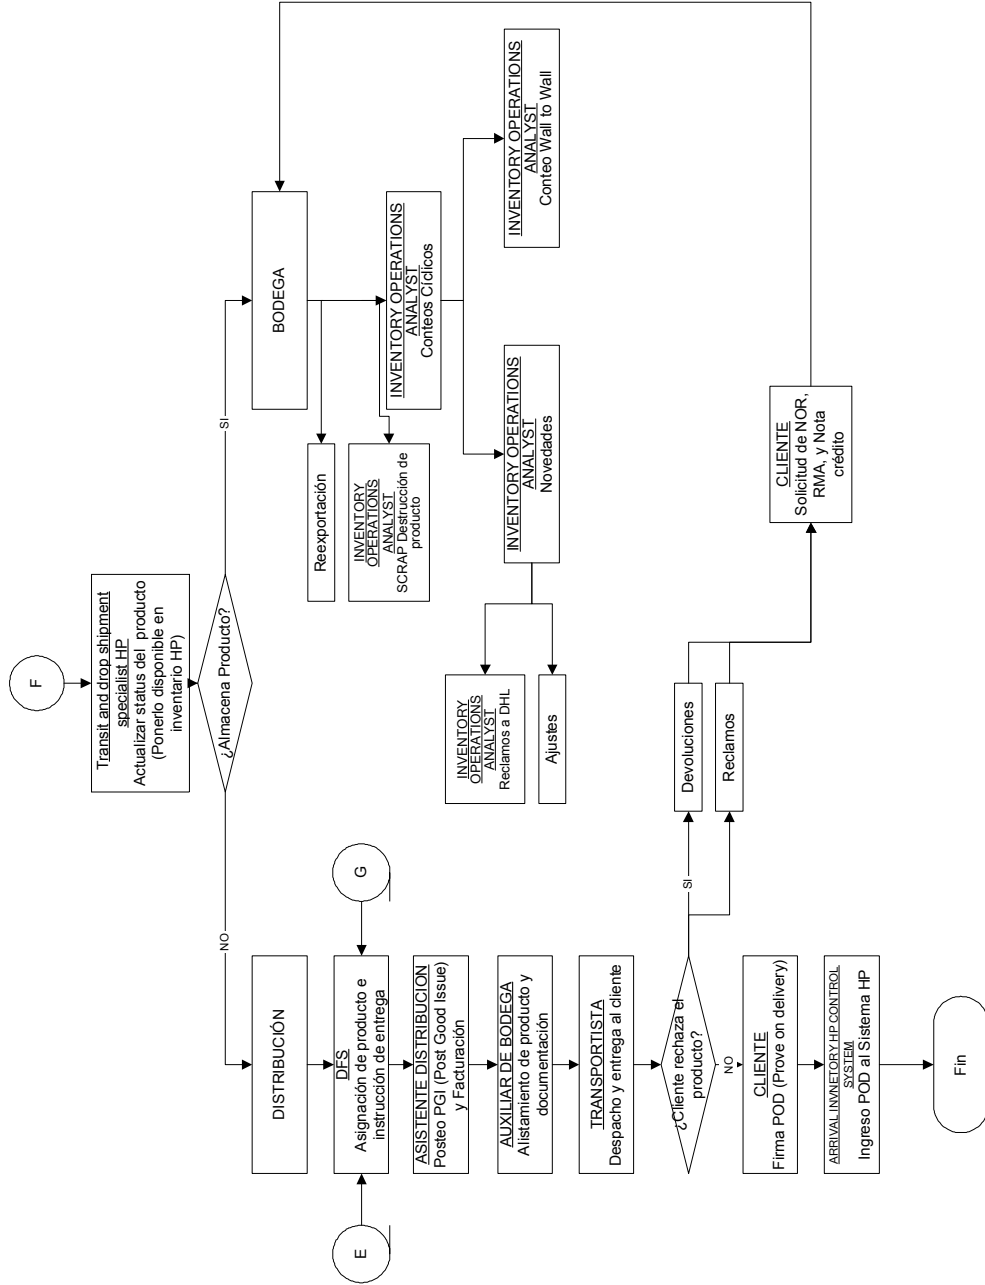 F
Transit and drop shipment
specialist HP
Actualizar status del producto
(Ponerlo disponible en
inventario HP)
¿Almacena Producto?
NO
SI
DISTRIBUCIÓN
BODEGA
E
DFS
Asignación de producto e
instrucción de entrega
G
Reexportación
INVENTORY
OPERATIONS
ANALYST
SCRAP Destrucción de
producto
INVENTORY OPERATIONS
ANALYST
Conteos Cíclicos
ASISTENTE DISTRIBUCION
Posteo PGI (Post Good Issue)
y Facturación
INVENTORY OPERATIONS
ANALYST
Novedades
INVENTORY OPERATIONS
ANALYST
Conteo Wall to Wall
AUXILIAR DE BODEGA
Alistamiento de producto y
documentación
INVENTORY
OPERATIONS
ANALYST
Reclamos a DHL
Ajustes
TRANSPORTISTA
Despacho y entrega al cliente
¿Cliente rechaza el
producto?
SI
NO
Devoluciones
Reclamos
CLIENTE
Solicitud de NOR,
RMA, y Nota
crédito
CLIENTE
Firma POD (Prove on delivery)
ARRIVAL INVNETORY HP CONTROL
SYSTEM
Ingreso POD al Sistema HP
Fin